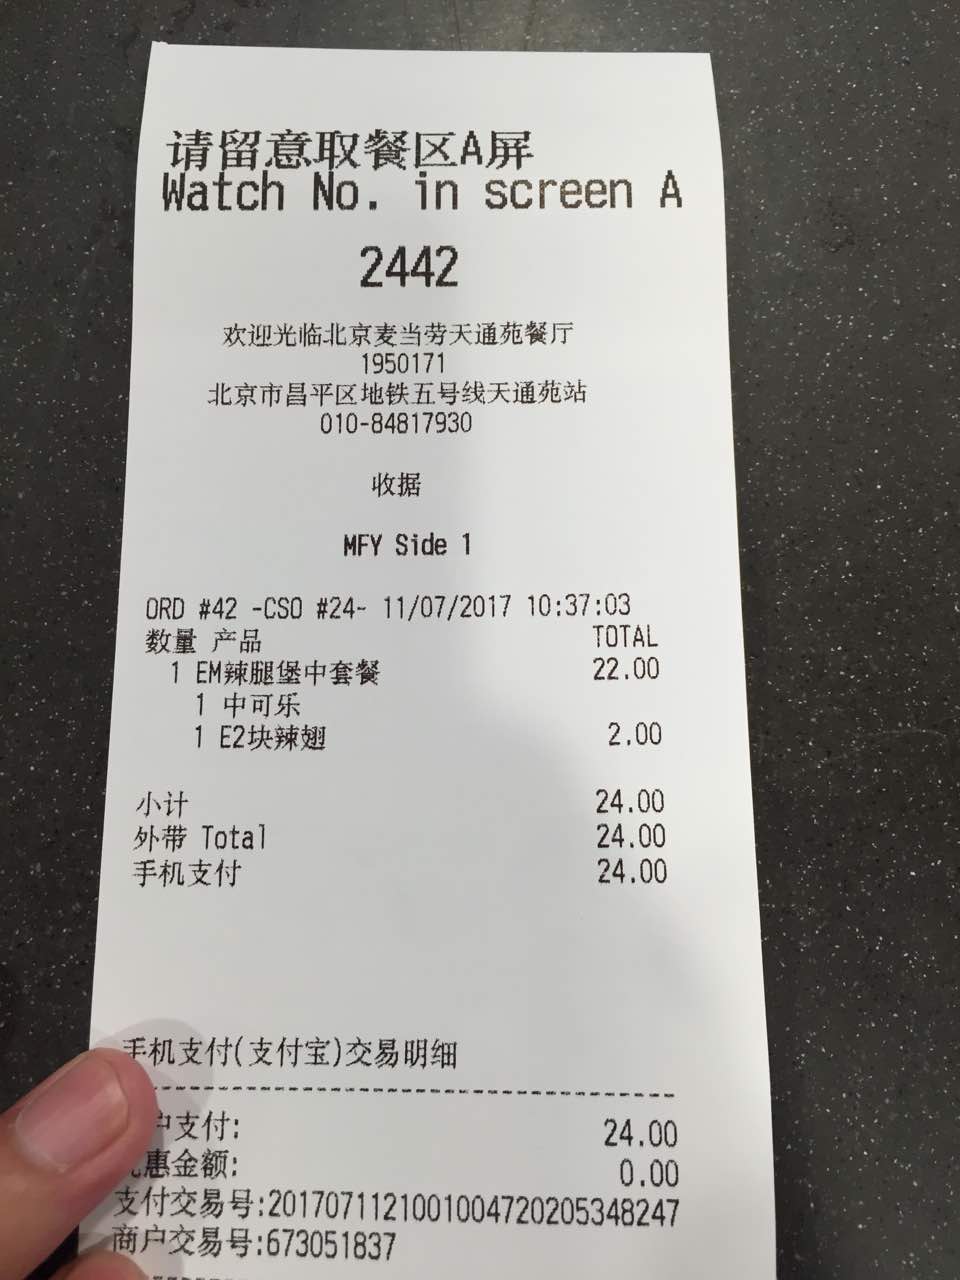 请留意取餐区A屏
Watch No. in screen A
2442
欢迎光临北京麦当劳天通苑餐厅
1950171
北京市昌平区地铁五号线天通苑站
010-84817930
收据
MFY Side 1
ORD #42 -CSO #24- 11/07/2017 10:37:03
数量 产品 TOTAL
1 EM辣腿堡中套餐 22.00
1 中可乐
1 E2块辣翅 2.00
小计 24.00
外带 Total 24.00
手机支付 24.00
手机支付(支付宝)交易明细
户支付: 24.00
惠金额: 0.00
支付交易号:2017071121001004720205348247
商户交易号:673051837